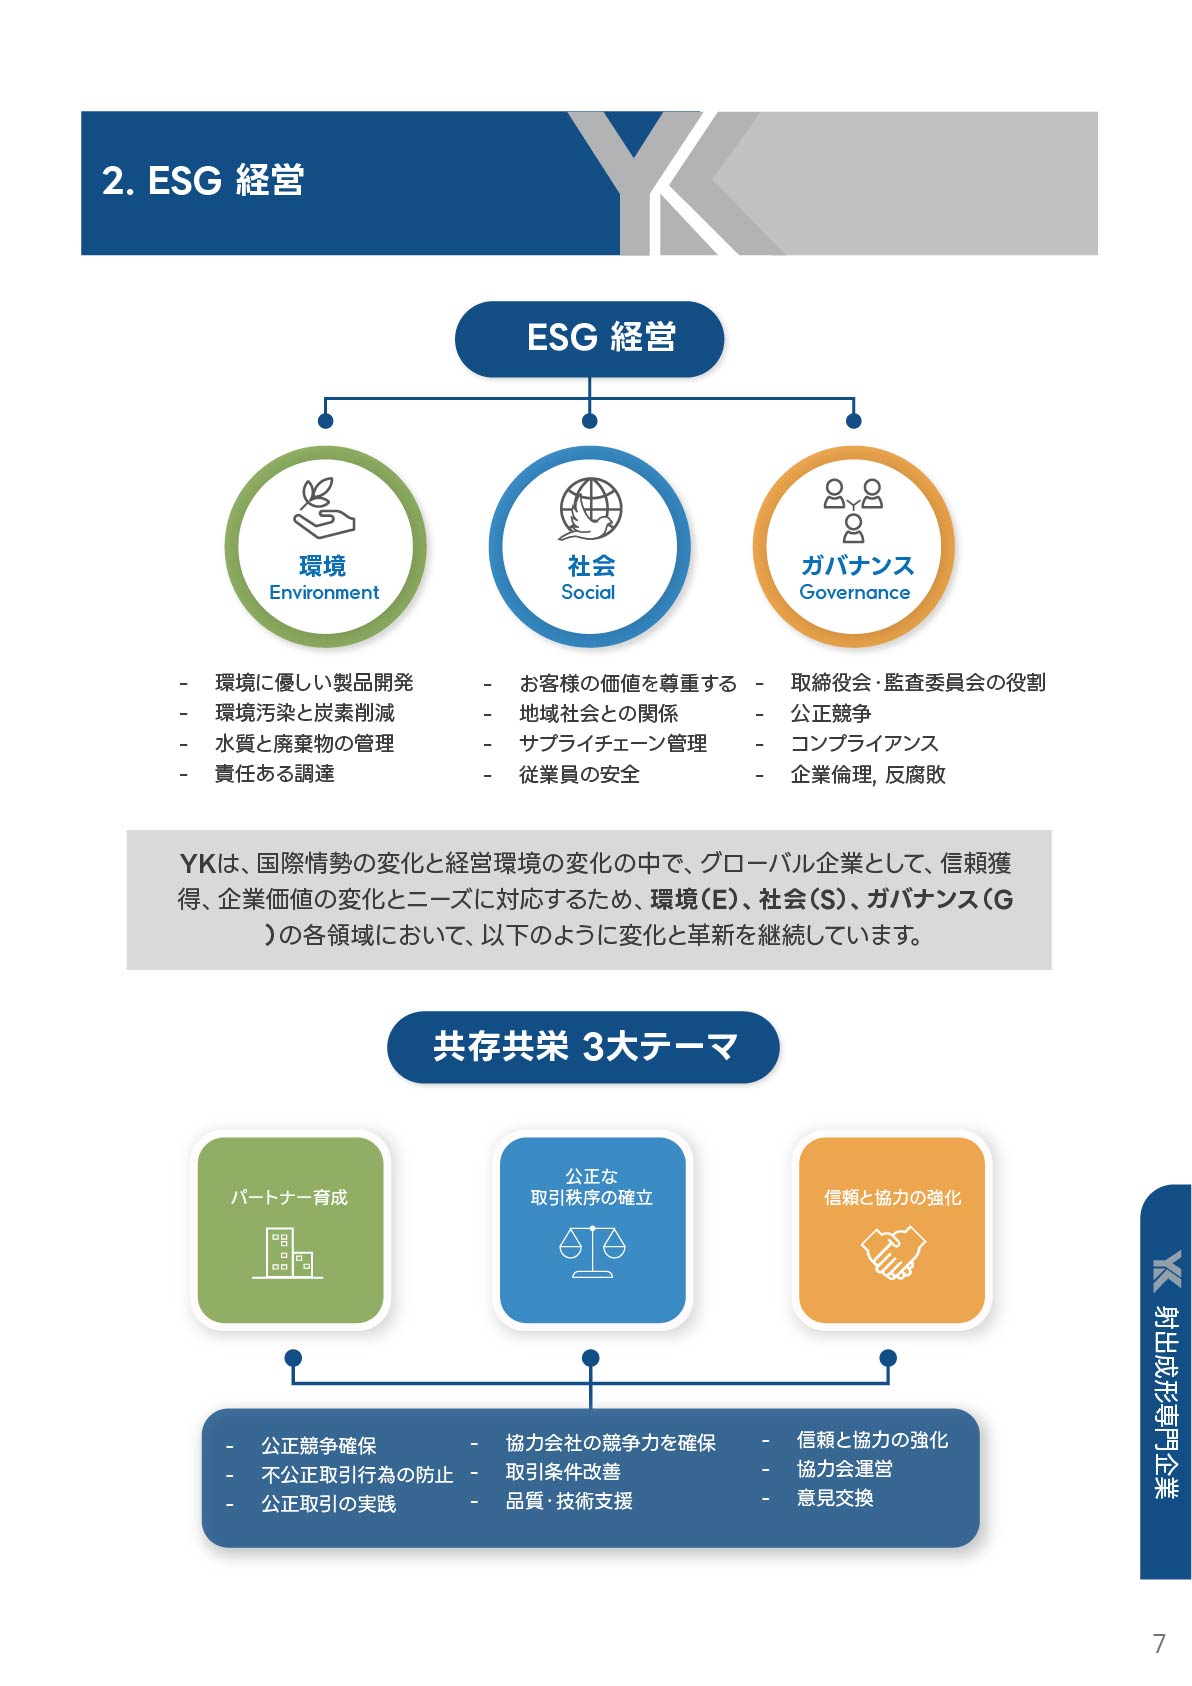 YK
2. ESG 経営
ESG 経営
環境
Environment
社会
Social
ガバナンス
Governance
- 環境に優しい製品開発
- 環境汚染と炭素削減
- 水質と廃棄物の管理
- 責任ある調達
- お客様の価値を尊重する
- 地域社会との関係
- サプライチェーン管理
- 従業員の安全
- 取締役会·監査委員会の役割
- 公正競争
- コンプライアンス
- 企業倫理, 反腐敗
YKは、国際情勢の変化と経営環境の変化の中で、グローバル企業として、信頼獲
得、企業価値の変化とニーズに対応するため、環境(E)、社会(S)、ガバナンス(G
)の各領域において、以下のように変化と革新を継続しています。
共存共栄 3大テーマ
パートナー育成
公正な
取引秩序の確立
信頼と協力の強化
- 公正競争確保
- 不公正取引行為の防止
- 公正取引の実践
- 協力会社の競争力を確保
- 取引条件改善
- 品質·技術支援
- 信頼と協力の強化
- 協力会運営
- 意見交換
YK 射出成形専門企業
7